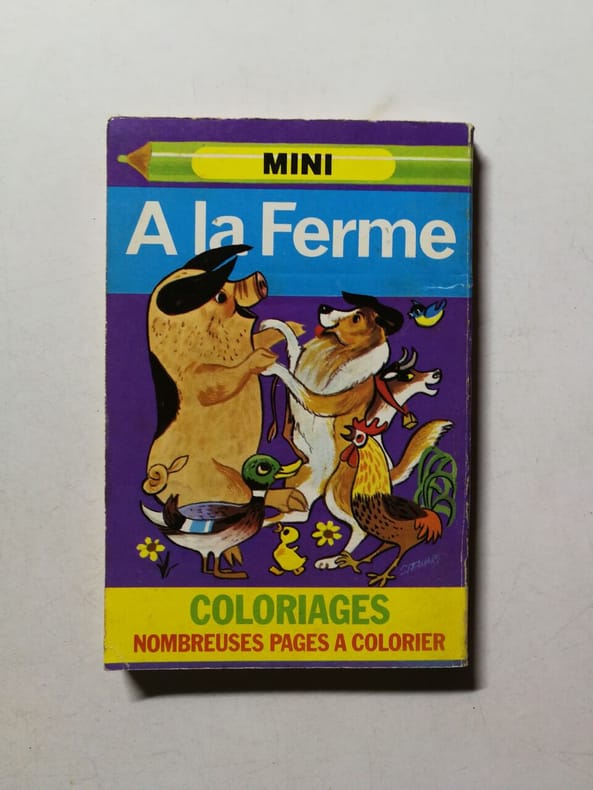 MINI
A la Ferme
COLORIAGES
NOMBREUSES PAGES A COLORIER